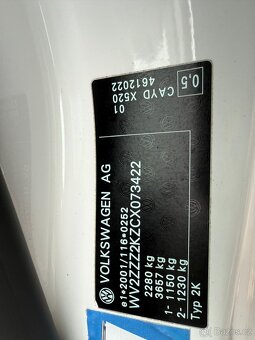 VOLKSWAGEN AG
e1*2001/116*0252
WV2ZZZ2KZCX073422
2280 kg
3657 kg
1- 1150 kg
2- 1230 kg
Typ 2K
01
CAYD X520
4612022
0,5